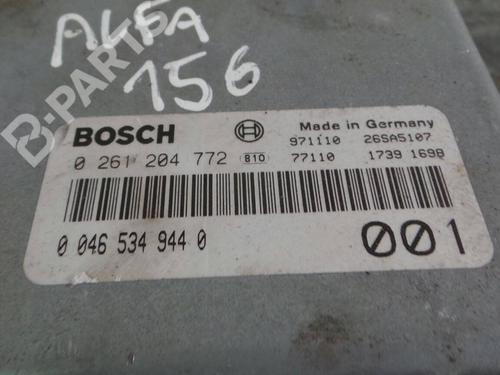 ALFA
156
B-PARTS
BOSCH
Made in Germany
0 261 204 772 810
971110 26SA5107
77110 1739 169B
0 046 534 944 0
001